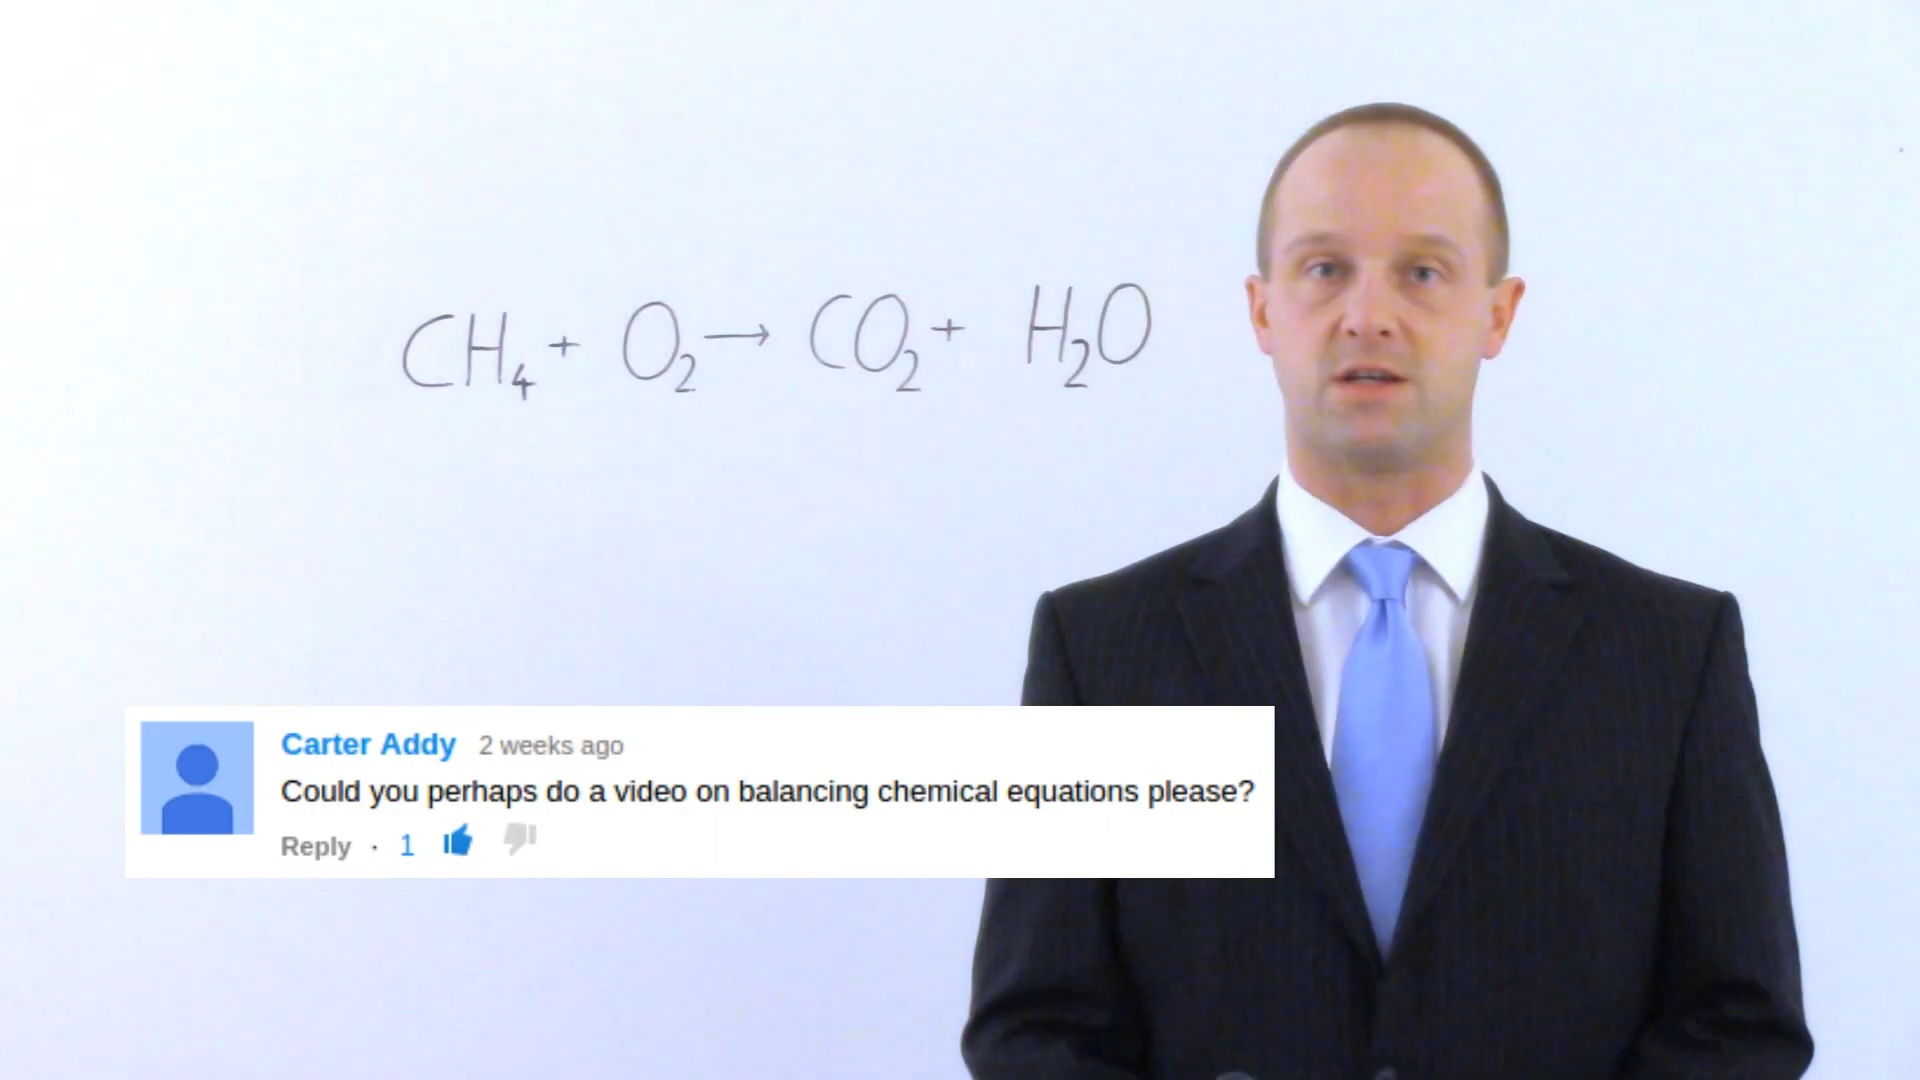 CH₄ + O₂ → CO₂ + H₂O
Carter Addy 2 weeks ago
Could you perhaps do a video on balancing chemical equations please?
Reply · 1